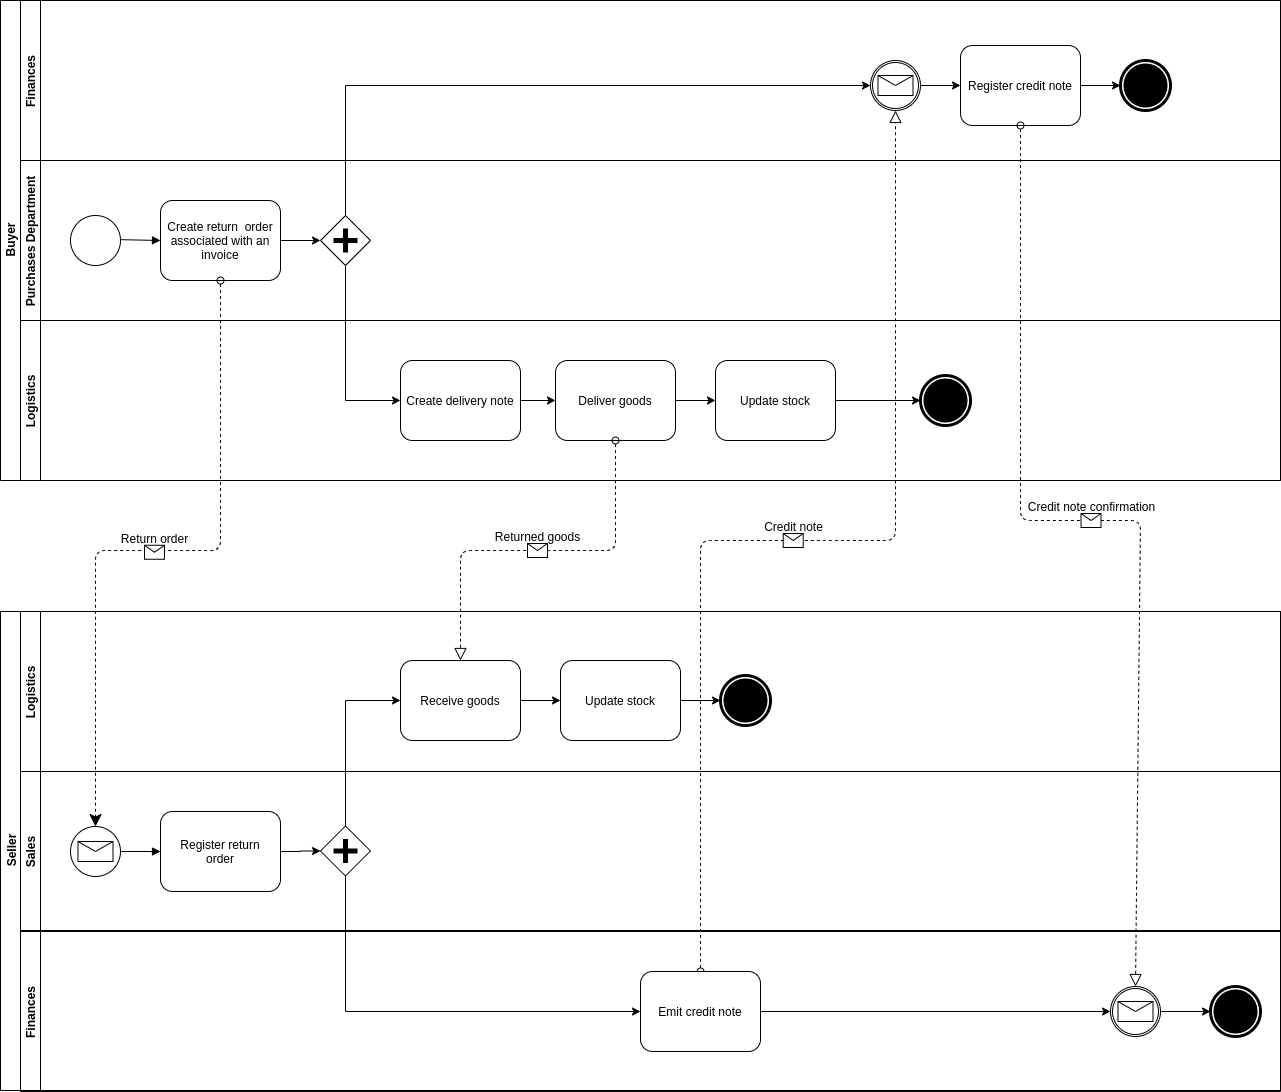 Buyer
Finances
Register credit note
Purchases Department
Create return  order
associated with an
invoice
Logistics
Create delivery note
Deliver goods
Update stock
Return order
Returned goods
Credit note
Credit note confirmation
Seller
Logistics
Receive goods
Update stock
Sales
Register return
order
Finances
Emit credit note